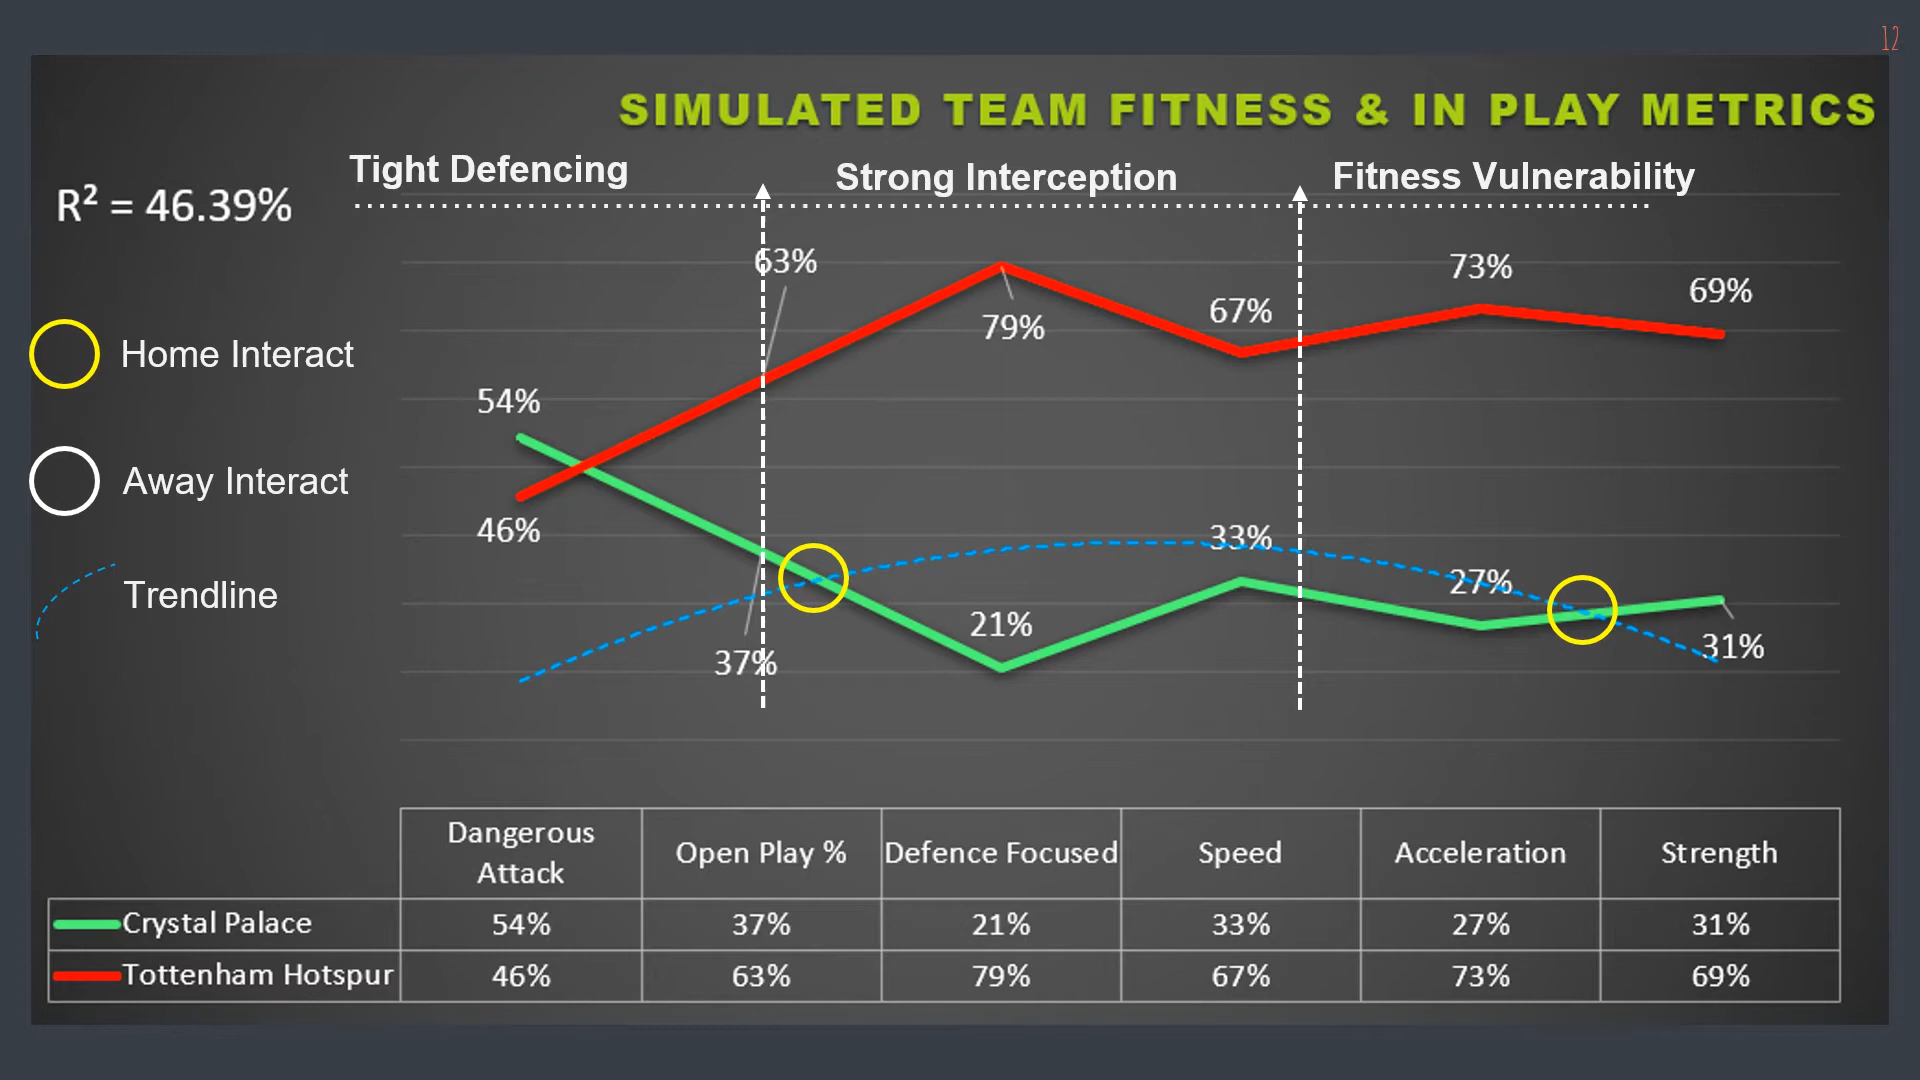 12
SIMULATED TEAM FITNESS & IN PLAY METRICS
Tight Defencing
Strong Interception
Fitness Vulnerability
R² = 46.39%
63%
73%
69%
67%
79%
Home Interact
54%
Away Interact
46%
33%
27%
Trendline
21%
31%
37%
Dangerous Attack Open Play % Defence Focused Speed Acceleration Strength
Crystal Palace 54% 37% 21% 33% 27% 31%
Tottenham Hotspur 46% 63% 79% 67% 73% 69%